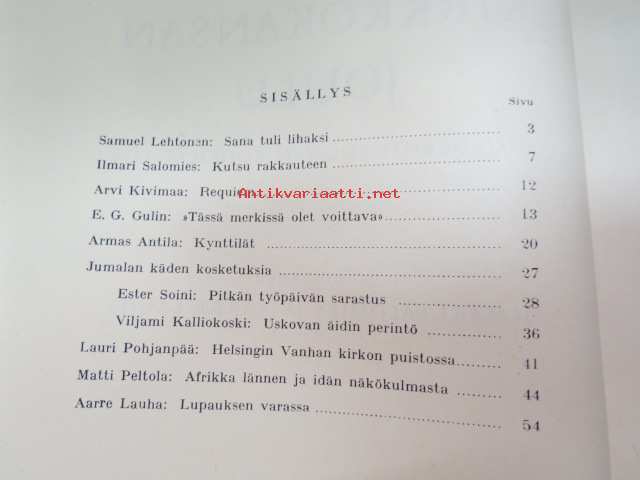 SISÄLLYS
Sivu
Samuel Lehtonen: Sana tuli lihaksi 3
Ilmari Salomies: Kutsu rakkauteen 7
Arvi Kivimaa: Requiem 12
Antikvariaatti.net
E. G. Gulin: »Tässä merkissä olet voittava» 13
Armas Antila: Kynttilät 20
Jumalan käden kosketuksia 27
Ester Soini: Pitkän työpäivän sarastus 28
Viljami Kalliokoski: Uskovan äidin perintö 36
Lauri Pohjanpää: Helsingin Vanhan kirkon puistossa 41
Matti Peltola: Afrikka lännen ja idän näkökulmasta 44
Aarre Lauha: Lupauksen varassa 54